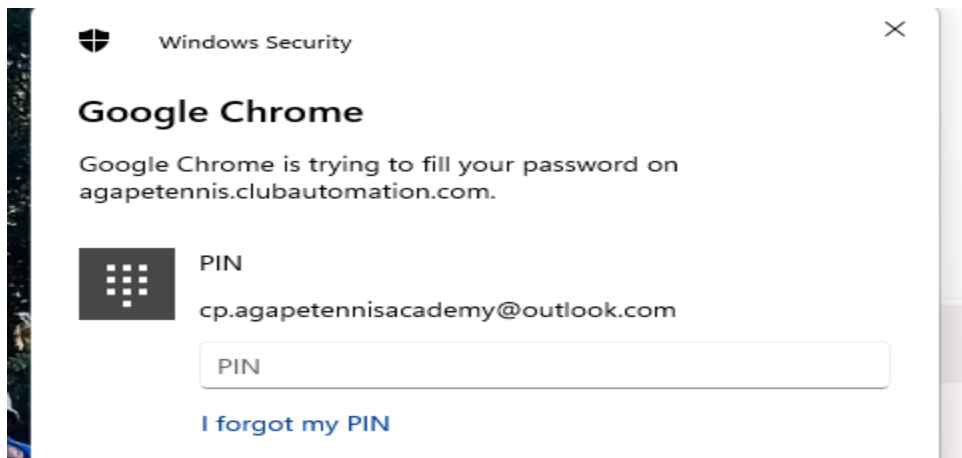 Windows Security
Google Chrome
Google Chrome is trying to fill your password on
agapetennis.clubautomation.com.
PIN
cp.agapetennisacademy@outlook.com
PIN
I forgot my PIN